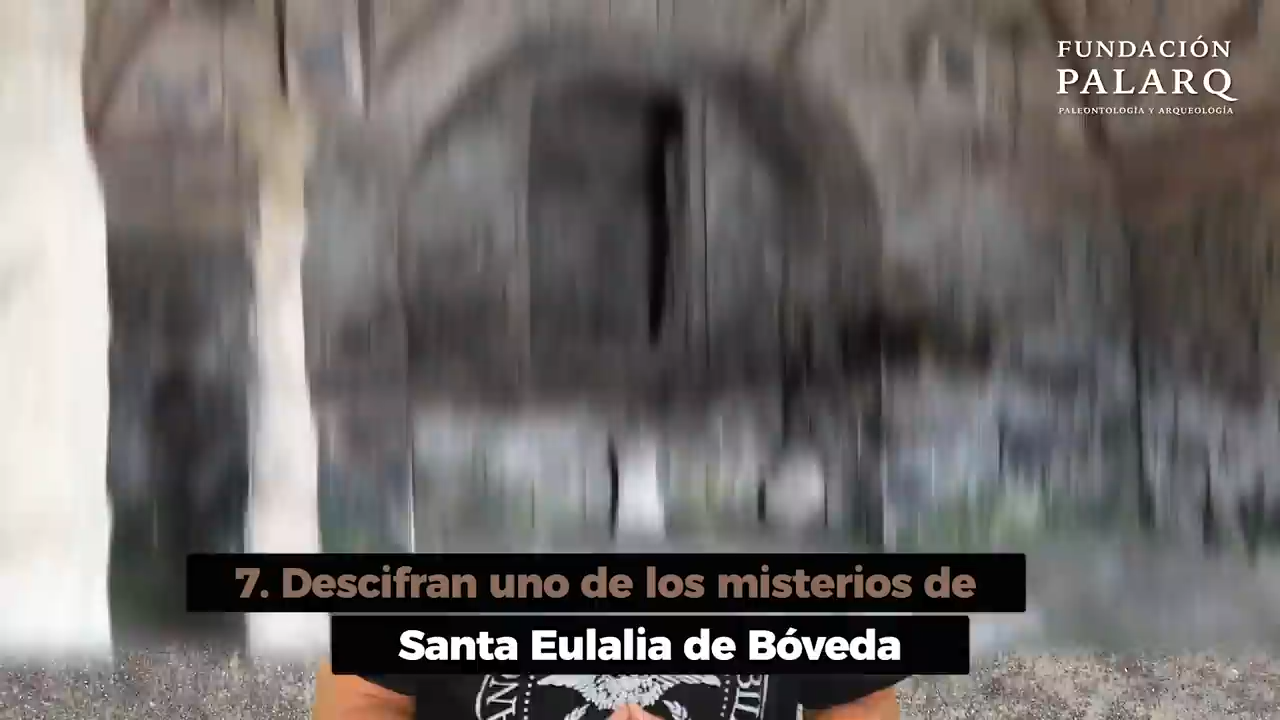 FUNDACIÓN
PALARQ
PALEONTOLOGÍA Y ARQUEOLOGÍA
7. Descifran uno de los misterios de
Santa Eulalia de Bóveda